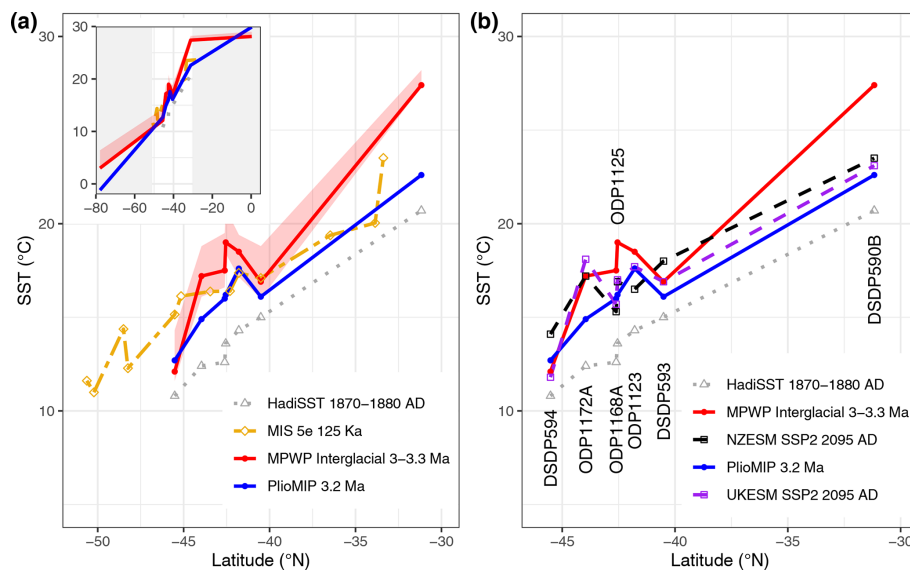 (a)
30
20
10
SST (°C)
30
25
20
10
0
−80
−60
−40
−20
0
HadiSST 1870−1880 AD
MIS 5e 125 Ka
MPWP Interglacial 3−3.3 Ma
PlioMIP 3.2 Ma
−50
−45
−40
−35
−30
Latitude (°N)
(b)
30
20
10
SST (°C)
ODP1125
DSDP590B
DSDP594
ODP1172A
ODP1168A
ODP1123
DSDP593
HadiSST 1870−1880 AD
MPWP Interglacial 3−3.3 Ma
NZESM SSP2 2095 AD
PlioMIP 3.2 Ma
UKESM SSP2 2095 AD
−45
−40
−35
−30
Latitude (°N)